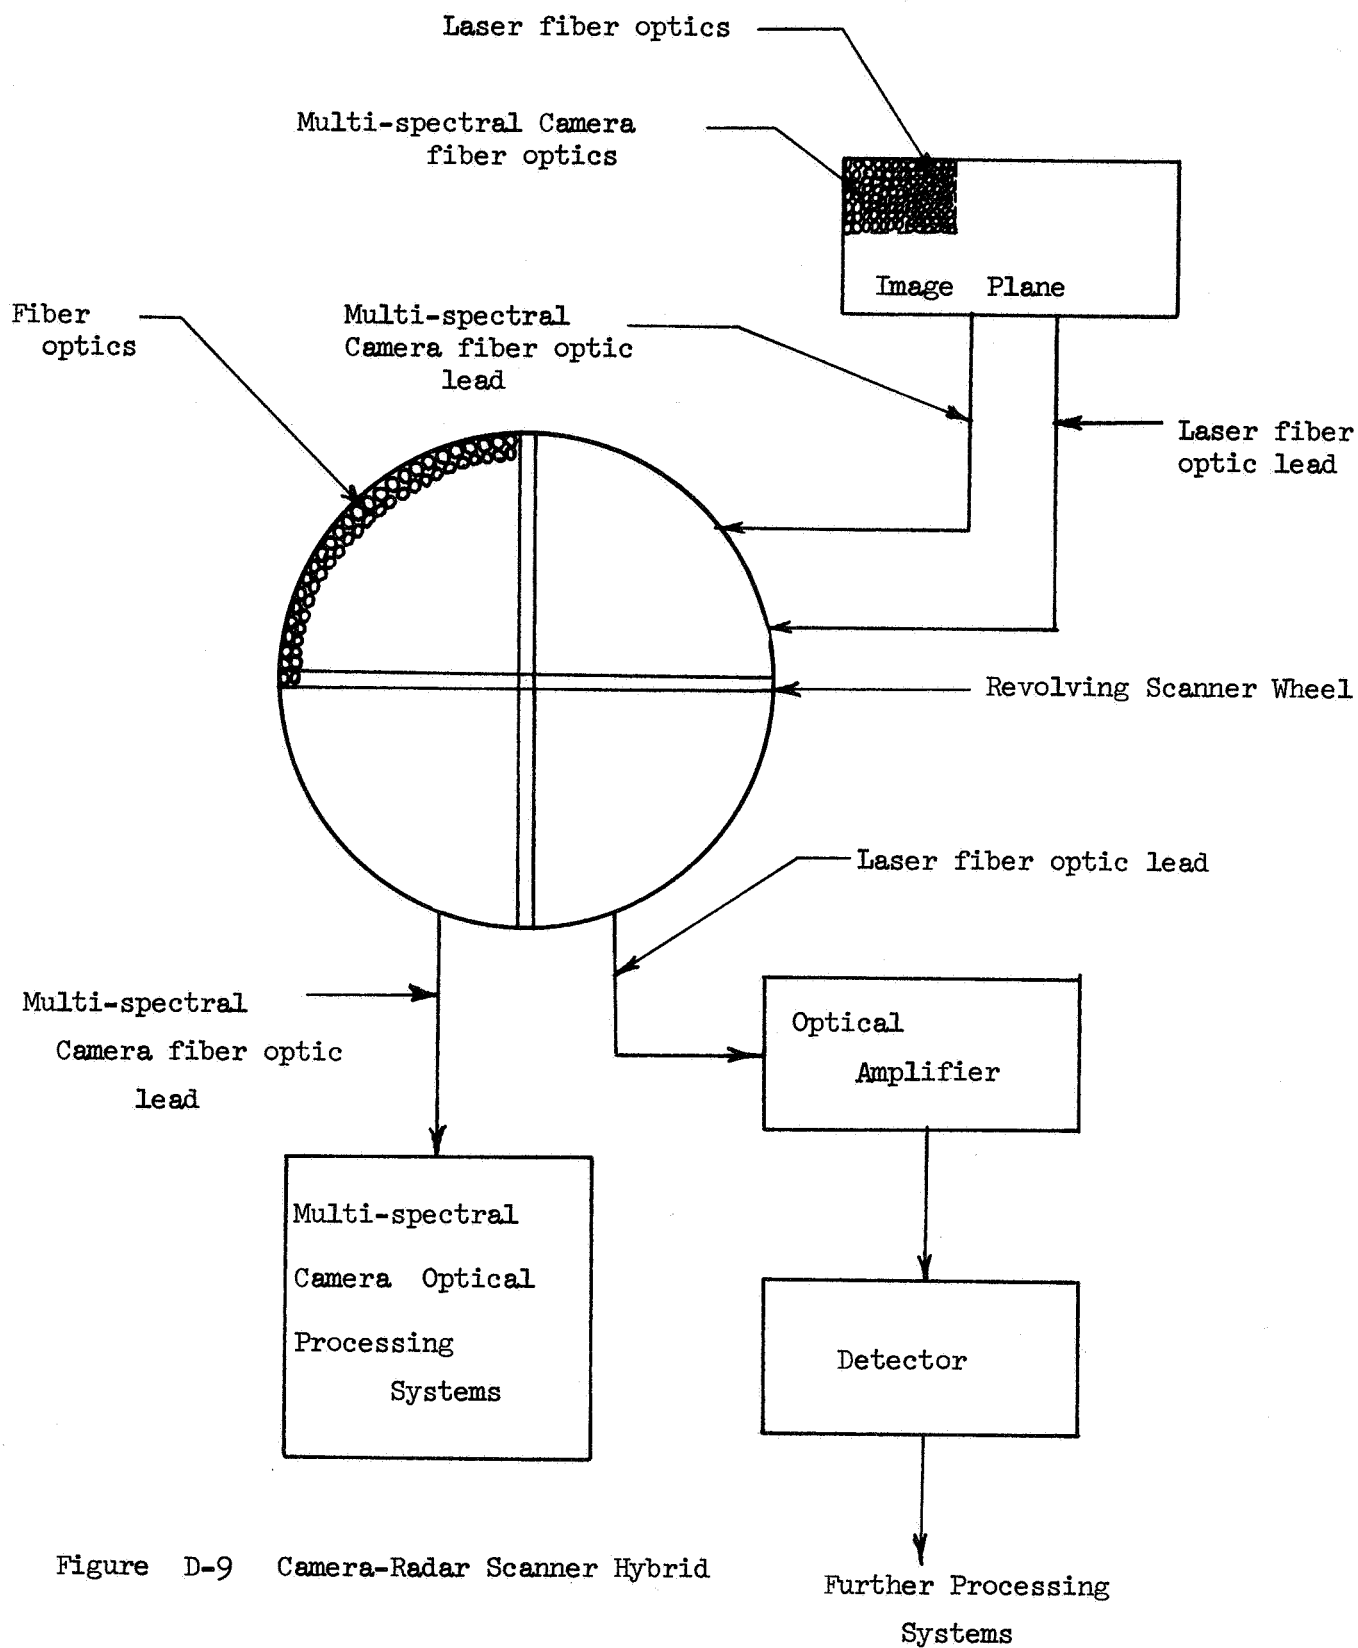 Laser fiber optics
Multi-spectral Camera
fiber optics
Image Plane
Fiber
optics
Multi-spectral
Camera fiber optic
lead
Laser fiber
optic lead
Revolving Scanner Wheel
Laser fiber optic lead
Multi-spectral
Camera fiber optic
lead
Optical
Amplifier
Multi-spectral
Camera Optical
Processing
Systems
Detector
Figure D-9 Camera-Radar Scanner Hybrid
Further Processing
Systems